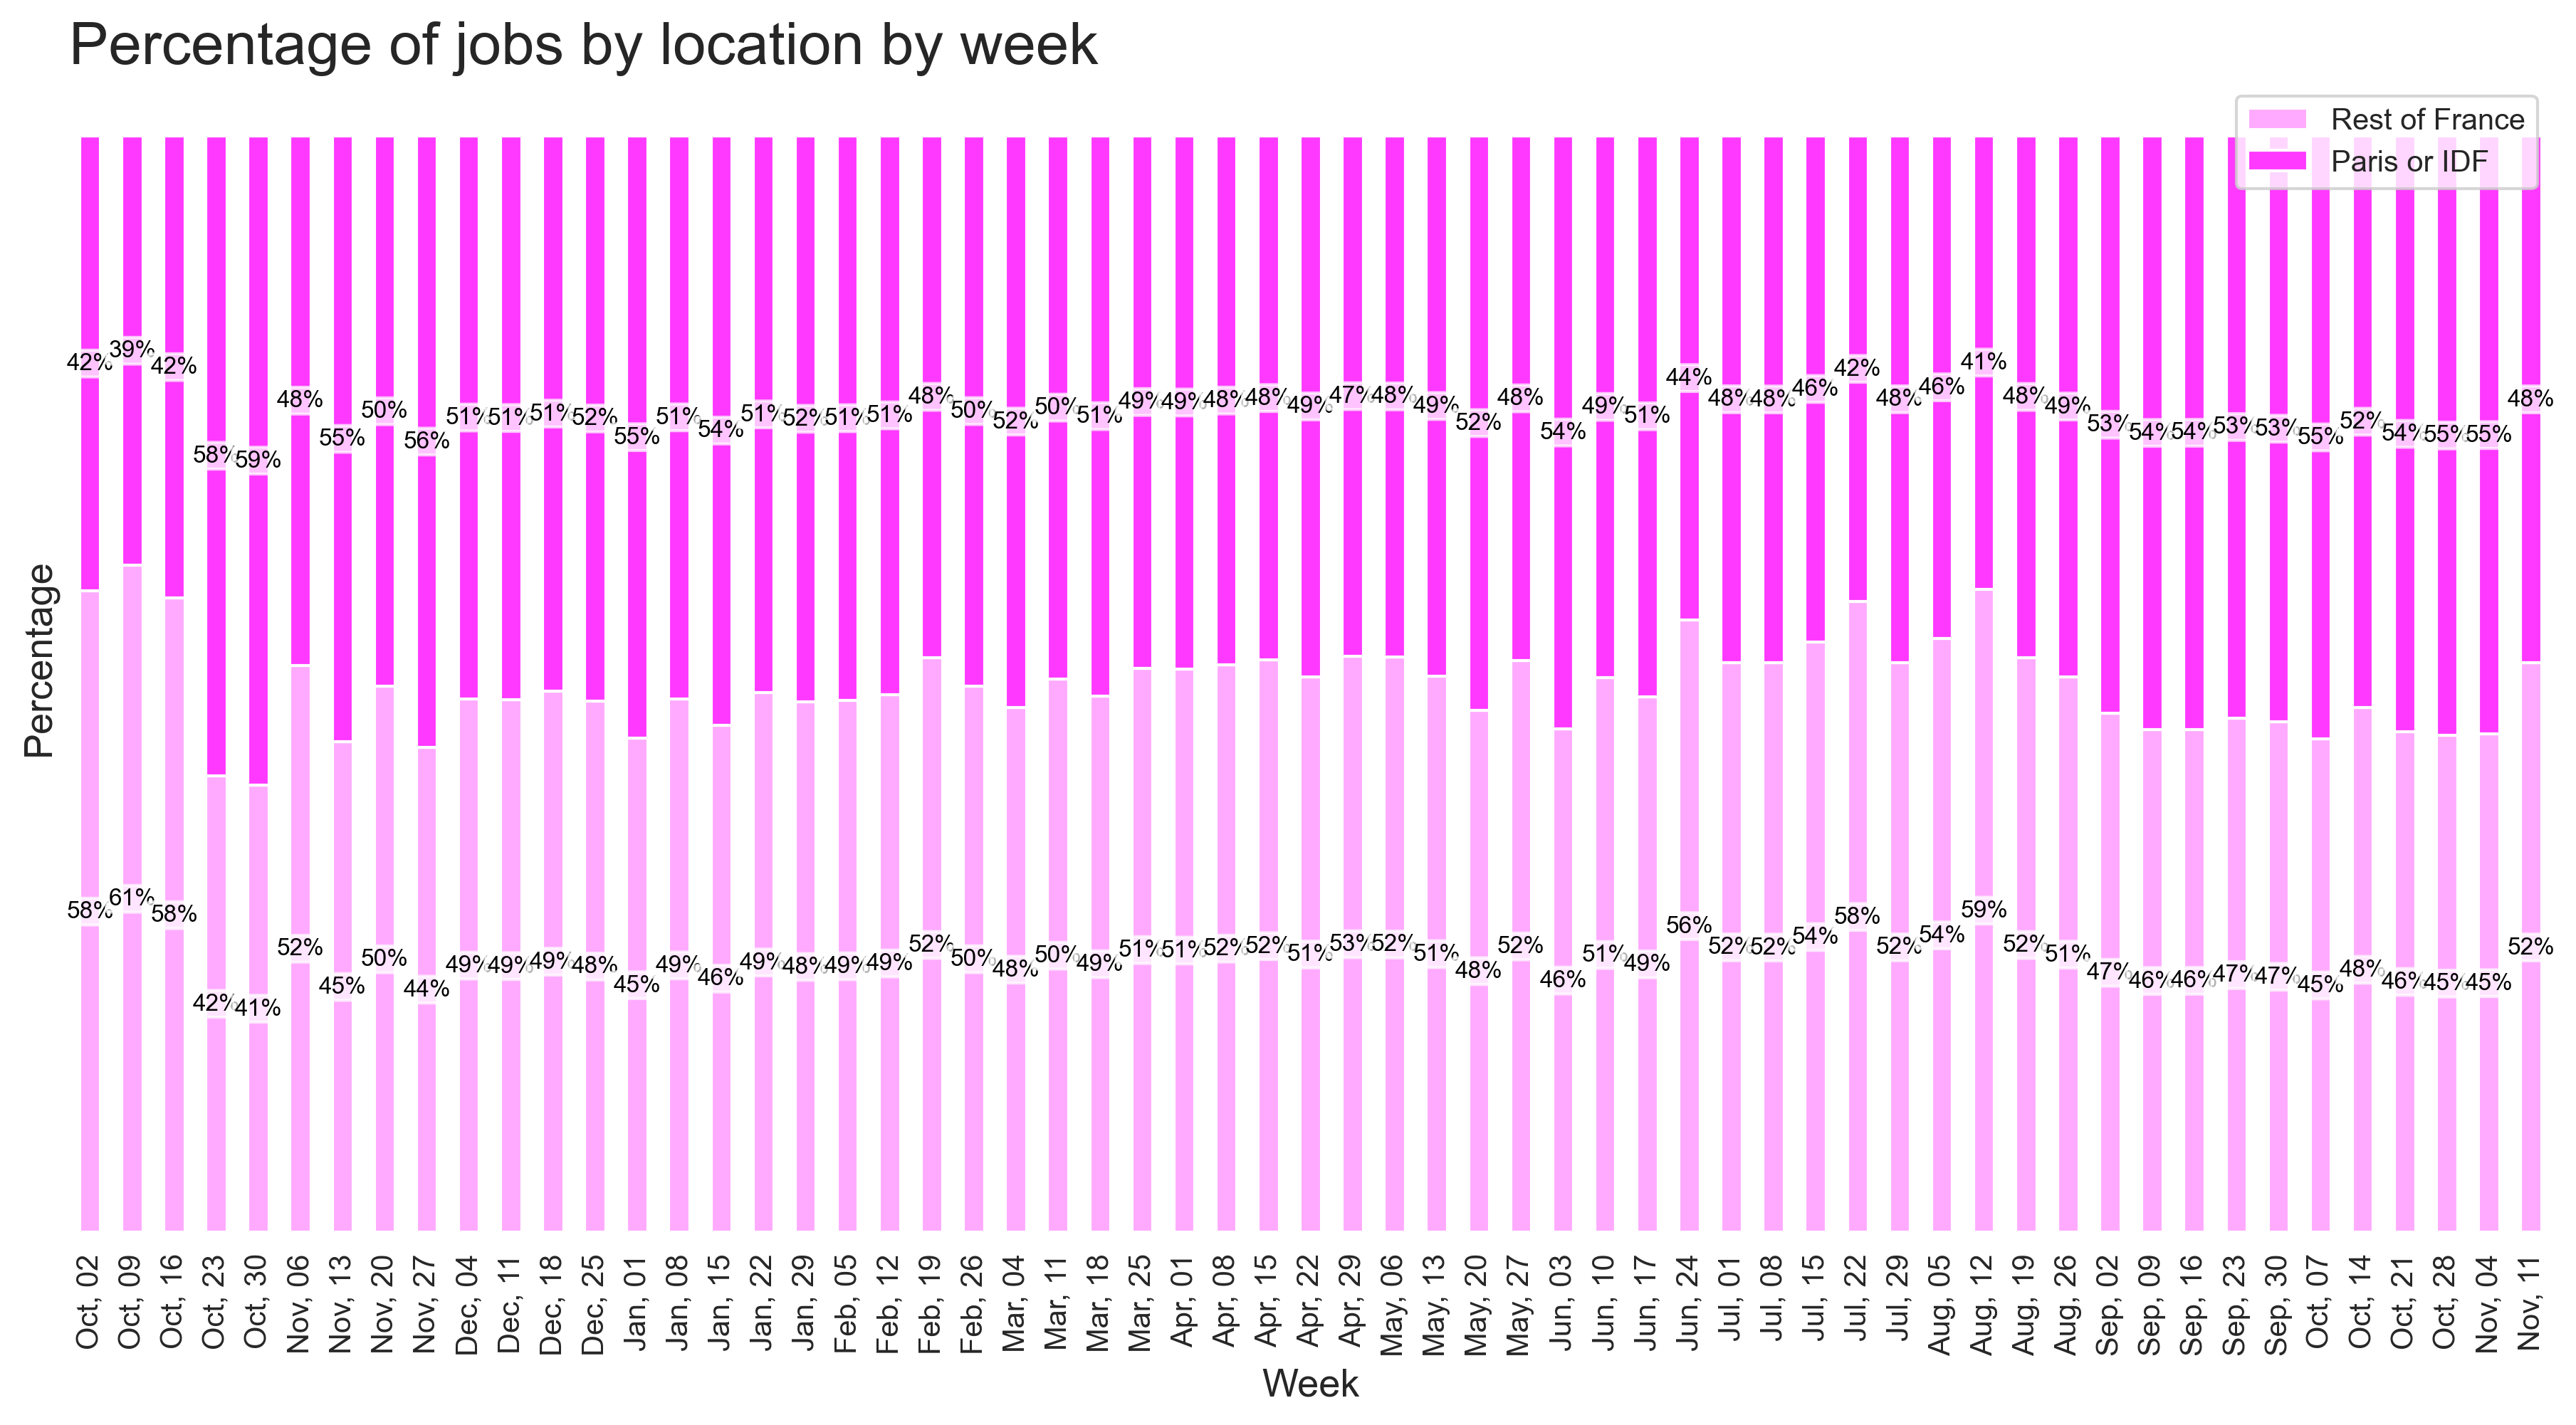 Percentage of jobs by location by week
Rest of France
Paris or IDF
42% 39% 42% 58% 59% 48% 55% 50% 56% 51% 51% 51% 52% 55% 51% 54% 51% 52% 51% 51% 48% 50% 52% 50% 51% 49% 49% 48% 48% 49% 47% 48% 49% 52% 48% 54% 49% 51% 44% 48% 48% 46% 42% 48% 46% 41% 48% 49% 53% 54% 54% 53% 53% 55% 52% 54% 55% 55% 48%
Percentage
58% 61% 58% 42% 41% 52% 45% 50% 44% 49% 49% 49% 48% 45% 49% 46% 49% 48% 49% 49% 52% 50% 48% 50% 49% 51% 51% 52% 52% 51% 53% 52% 51% 48% 52% 46% 51% 49% 56% 52% 52% 54% 58% 52% 54% 59% 52% 51% 47% 46% 46% 47% 47% 45% 48% 46% 45% 45% 52%
Oct, 02
Oct, 09
Oct, 16
Oct, 23
Oct, 30
Nov, 06
Nov, 13
Nov, 20
Nov, 27
Dec, 04
Dec, 11
Dec, 18
Dec, 25
Jan, 01
Jan, 08
Jan, 15
Jan, 22
Jan, 29
Feb, 05
Feb, 12
Feb, 19
Feb, 26
Mar, 04
Mar, 11
Mar, 18
Mar, 25
Apr, 01
Apr, 08
Apr, 15
Apr, 22
Apr, 29
May, 06
May, 13
May, 20
May, 27
Jun, 03
Jun, 10
Jun, 17
Jun, 24
Jul, 01
Jul, 08
Jul, 15
Jul, 22
Jul, 29
Aug, 05
Aug, 12
Aug, 19
Aug, 26
Sep, 02
Sep, 09
Sep, 16
Sep, 23
Sep, 30
Oct, 07
Oct, 14
Oct, 21
Oct, 28
Nov, 04
Nov, 11
Week